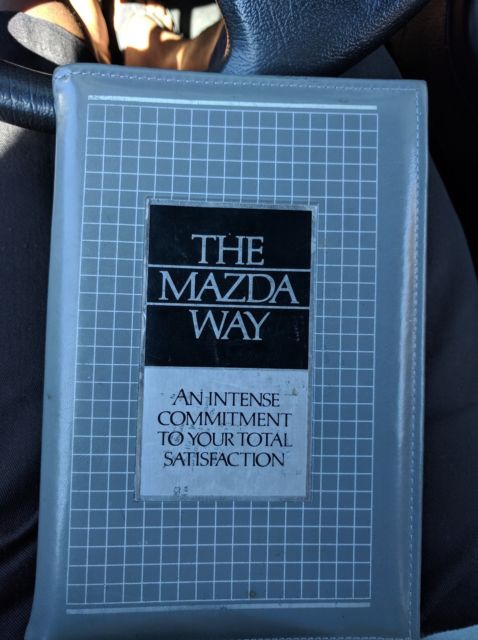 THE
MAZDA
WAY
AN INTENSE
COMMITMENT
TO YOUR TOTAL
SATISFACTION